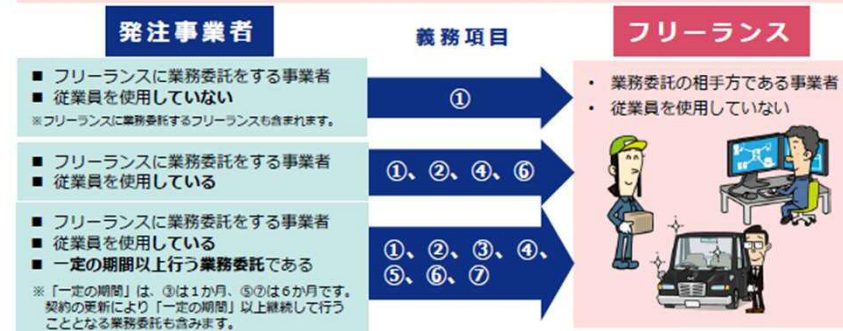 発注事業者
義務項目
フリーランス
■ フリーランスに業務委託をする事業者
■ 従業員を使用していない
※フリーランスに業務委託するフリーランスも含まれます。
①
■ フリーランスに業務委託をする事業者
■ 従業員を使用している
①、②、④、⑥
■ フリーランスに業務委託をする事業者
■ 従業員を使用している
■ 一定の期間以上行う業務委託である
※「一定の期間」は、③は1か月、⑤⑦は6か月です。
契約の更新により「一定の期間」以上継続して行う
こととなる業務委託も含みます。
①、②、③、④、
⑤、⑥、⑦
• 業務委託の相手方である事業者
• 従業員を使用していない